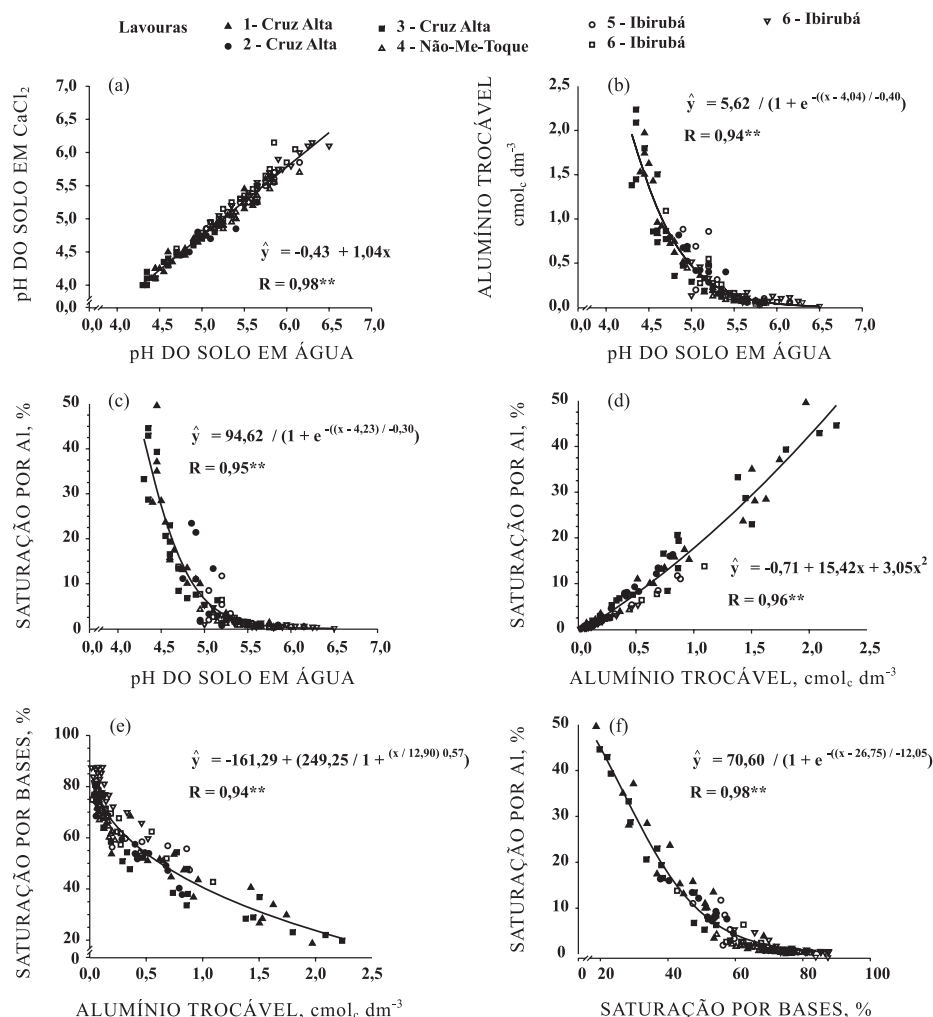 Lavouras ▲ 1- Cruz Alta ■ 3 - Cruz Alta ○ 5 - Ibirubá ▽ 6 - Ibirubá
● 2 - Cruz Alta △ 4 - Não-Me-Toque □ 6 - Ibirubá
(a)
pH DO SOLO EM CaCl₂
7,0
6,0
5,5
5,0
4,5
4,0
0,0
ŷ = -0,43 + 1,04x
R = 0,98**
0,0 4,0 4,5 5,0 5,5 6,0 6,5 7,0
pH DO SOLO EM ÁGUA
(b)
ALUMÍNIO TROCÁVEL
cmol_c dm⁻³
2,5
2,0
1,5
1,0
0,5
0,0
ŷ = 5,62 / (1 + e^-((x - 4,04) / -0,40))
R = 0,94**
0,0 4,0 4,5 5,0 5,5 6,0 6,5 7,0
pH DO SOLO EM ÁGUA
(c)
SATURAÇÃO POR Al, %
50
40
30
20
10
0
ŷ = 94,62 / (1 + e^-((x - 4,23) / -0,30))
R = 0,95**
0,0 4,0 4,5 5,0 5,5 6,0 6,5 7,0
pH DO SOLO EM ÁGUA
(d)
SATURAÇÃO POR Al, %
50
40
30
20
10
0
ŷ = -0,71 + 15,42x + 3,05x²
R = 0,96**
0,0 0,5 1,0 1,5 2,0 2,5
ALUMÍNIO TROCÁVEL, cmol_c dm⁻³
(e)
SATURAÇÃO POR BASES, %
100
80
60
40
20
0
ŷ = -161,29 + (249,25 / 1 + ^(x / 12,90) 0,57)
R = 0,94**
0,0 0,5 1,0 1,5 2,0 2,5
ALUMÍNIO TROCÁVEL, cmol_c dm⁻³
(f)
SATURAÇÃO POR Al, %
50
40
30
20
10
0
ŷ = 70,60 / (1 + e^-((x - 26,75) / -12,05)
R = 0,98**
0 20 40 60 80 100
SATURAÇÃO POR BASES, %